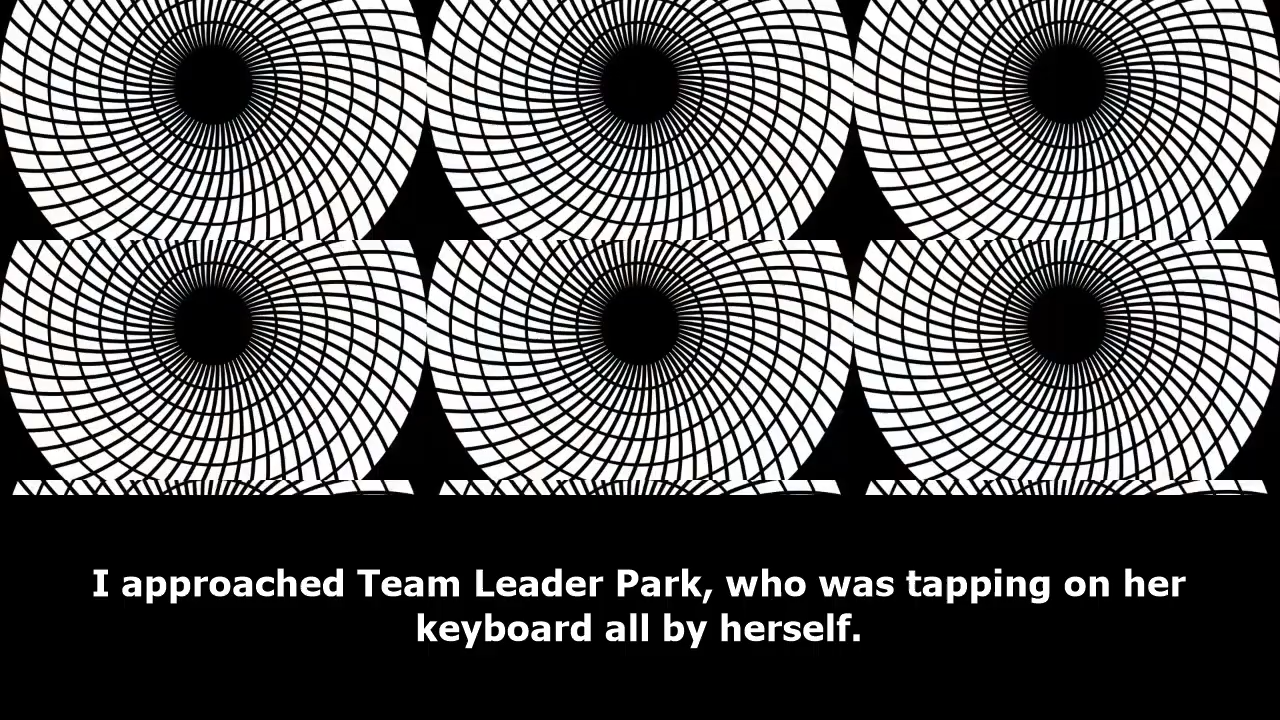 I approached Team Leader Park, who was tapping on her
keyboard all by herself.